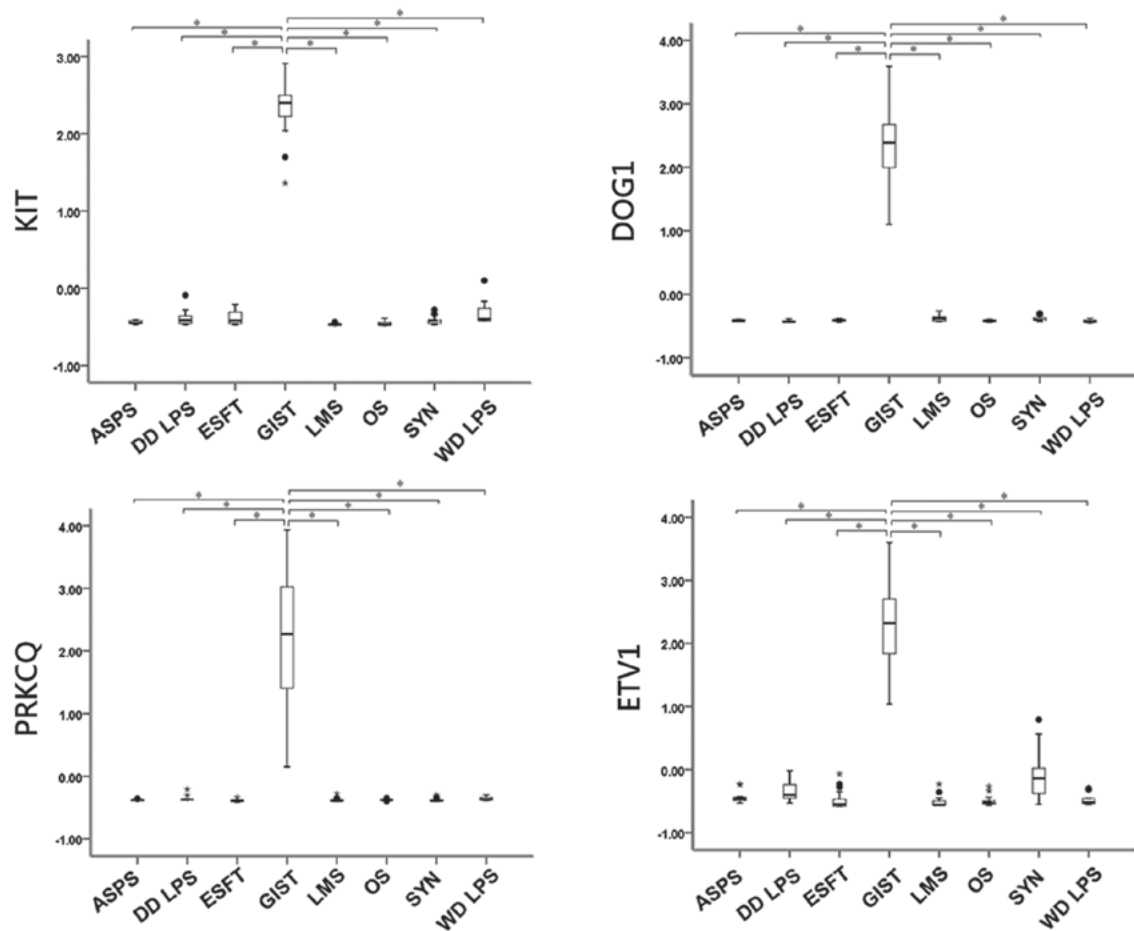 KIT
3.00
2.00
1.00
0.00
-1.00
ASPS
DD LPS
ESFT
GIST
LMS
OS
SYN
WD LPS
DOG1
4.00
3.00
2.00
1.00
0.00
-1.00
ASPS
DD LPS
ESFT
GIST
LMS
OS
SYN
WD LPS
PRKCQ
4.00
3.00
2.00
1.00
0.00
-1.00
ASPS
DD LPS
ESFT
GIST
LMS
OS
SYN
WD LPS
ETV1
4.00
3.00
2.00
1.00
0.00
-1.00
ASPS
DD LPS
ESFT
GIST
LMS
OS
SYN
WD LPS